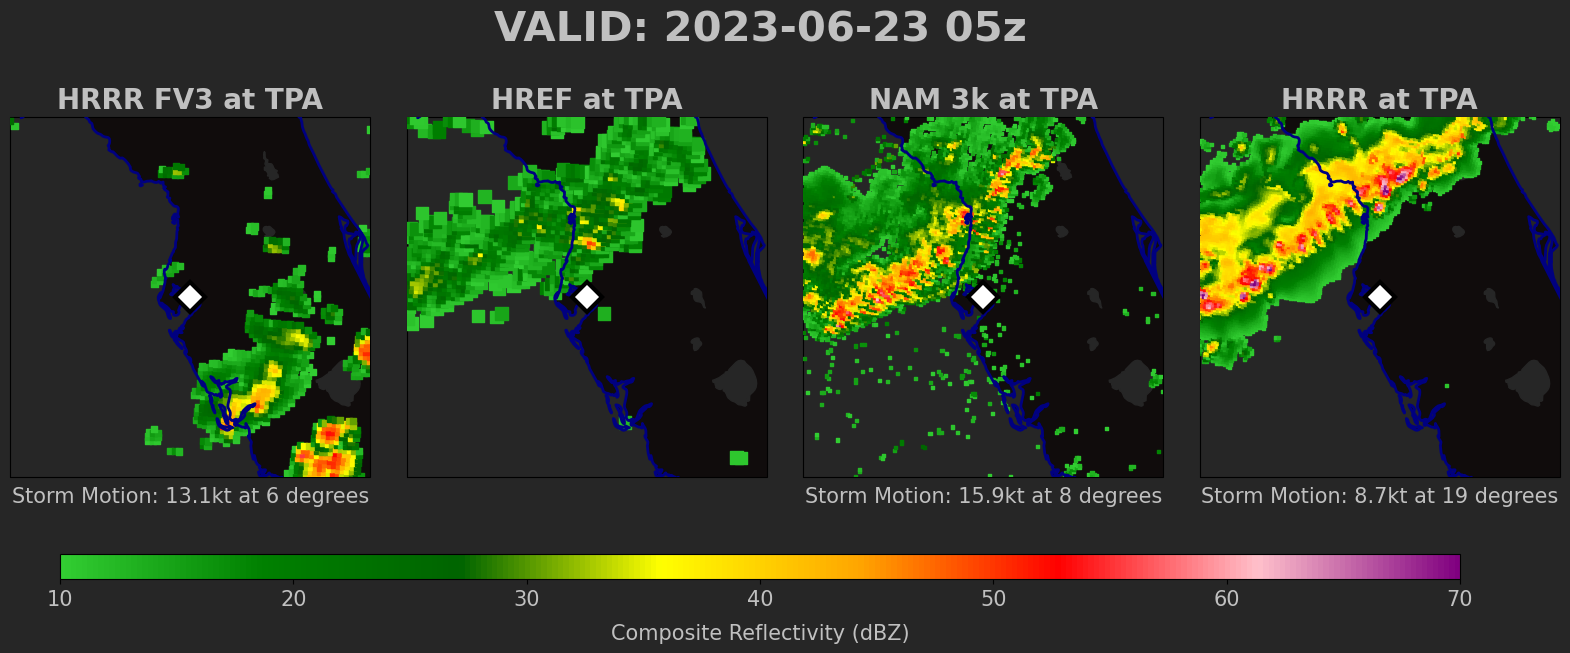 VALID: 2023-06-23 05z
HRRR FV3 at TPA
HREF at TPA
NAM 3k at TPA
HRRR at TPA
Storm Motion: 13.1kt at 6 degrees
Storm Motion: 15.9kt at 8 degrees
Storm Motion: 8.7kt at 19 degrees
10 20 30 40 50 60 70
Composite Reflectivity (dBZ)